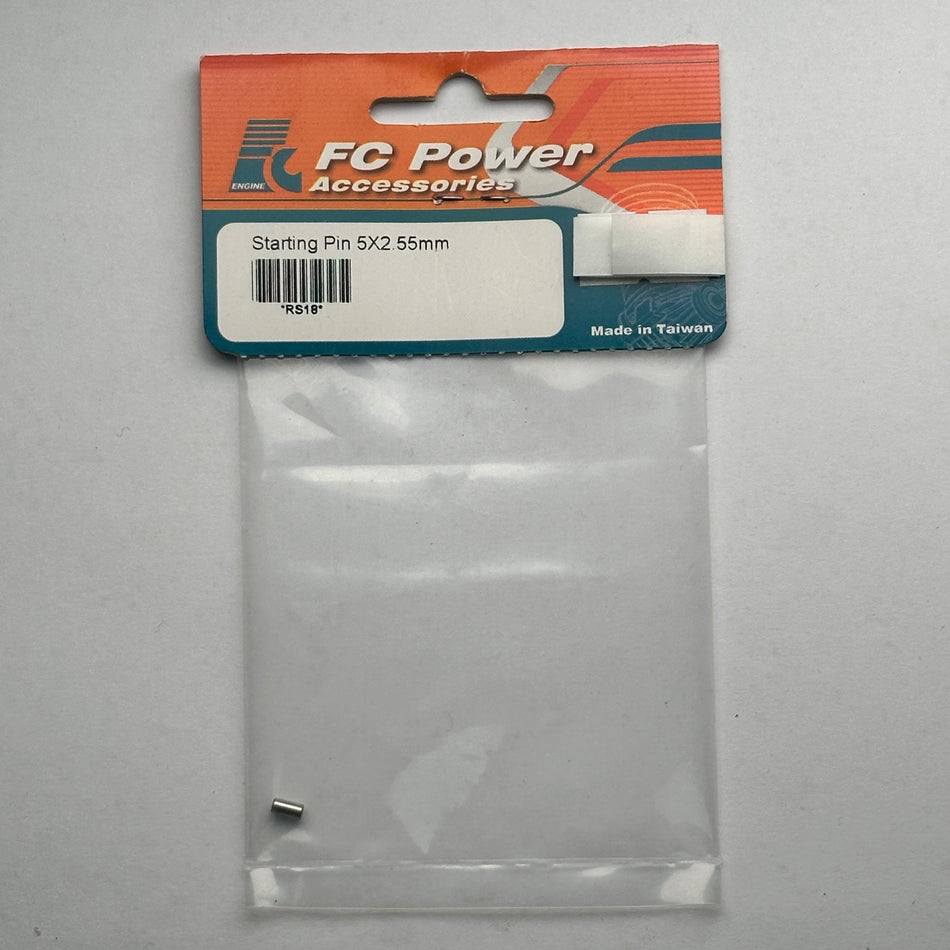 FC Power
ENGINE
Accessories
Starting Pin 5X2.55mm
*RS18*
Made in Taiwan